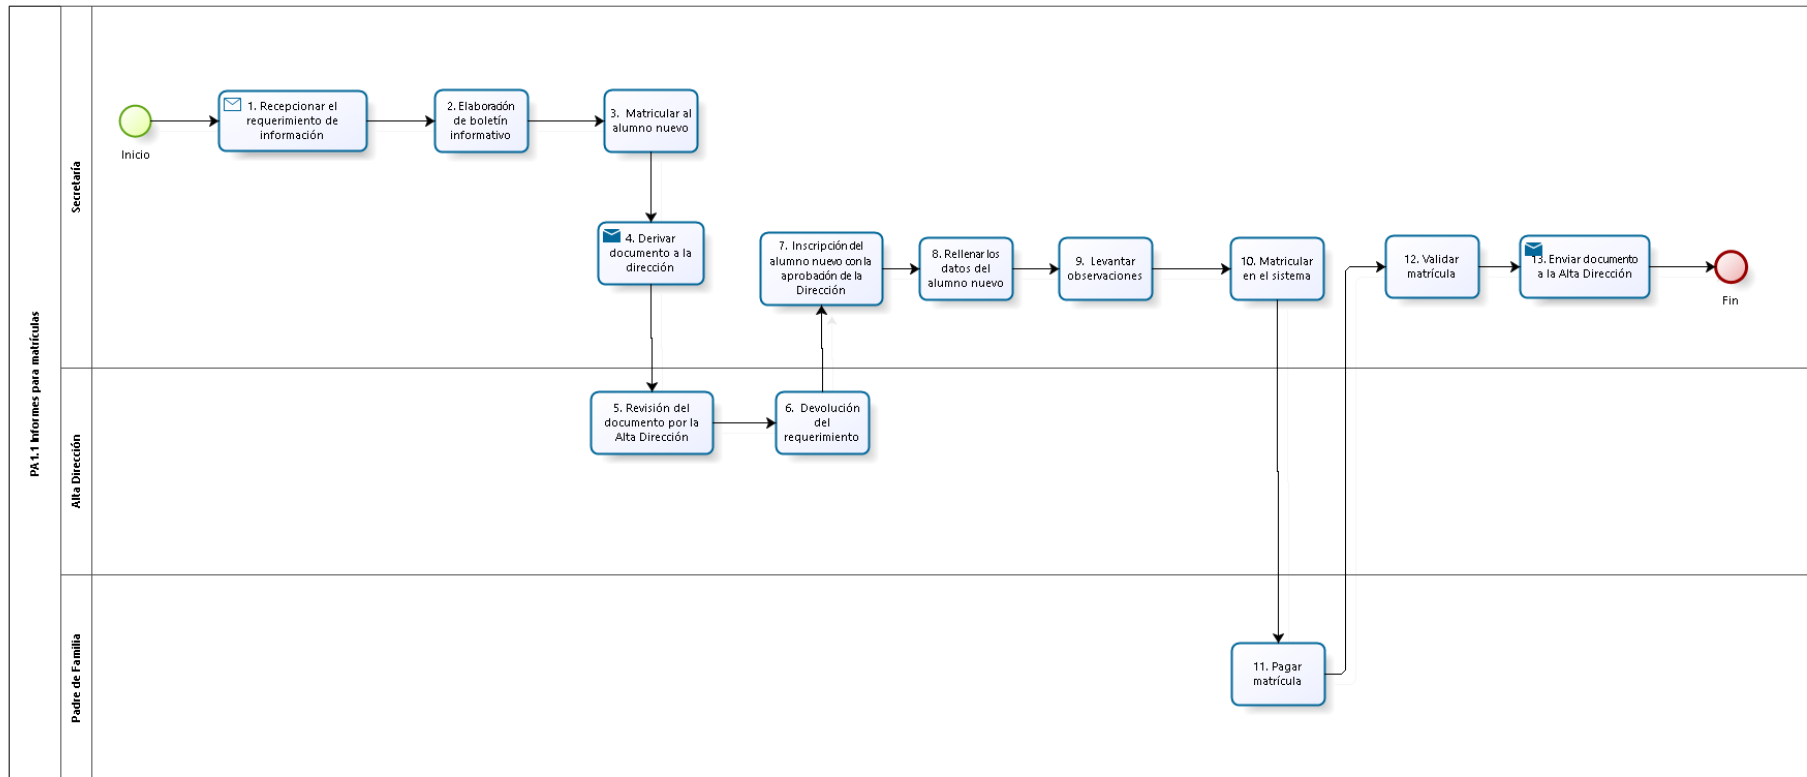 PA1.1 Informes para matrículas
Secretaría
Inicio
1. Recepcionar el
requerimiento de
información
2. Elaboración
de boletín
informativo
3. Matricular al
alumno nuevo
4. Derivar
documento a la
dirección
7. Inscripción del
alumno nuevo con la
aprobación de la
Dirección
8. Rellenar los
datos del
alumno nuevo
9. Levantar
observaciones
10. Matricular
en el sistema
12. Validar
matrícula
13. Enviar documento
a la Alta Dirección
Fin
Alta Dirección
5. Revisión del
documento por la
Alta Dirección
6. Devolución
del
requerimiento
Padre de Familia
11. Pagar
matrícula